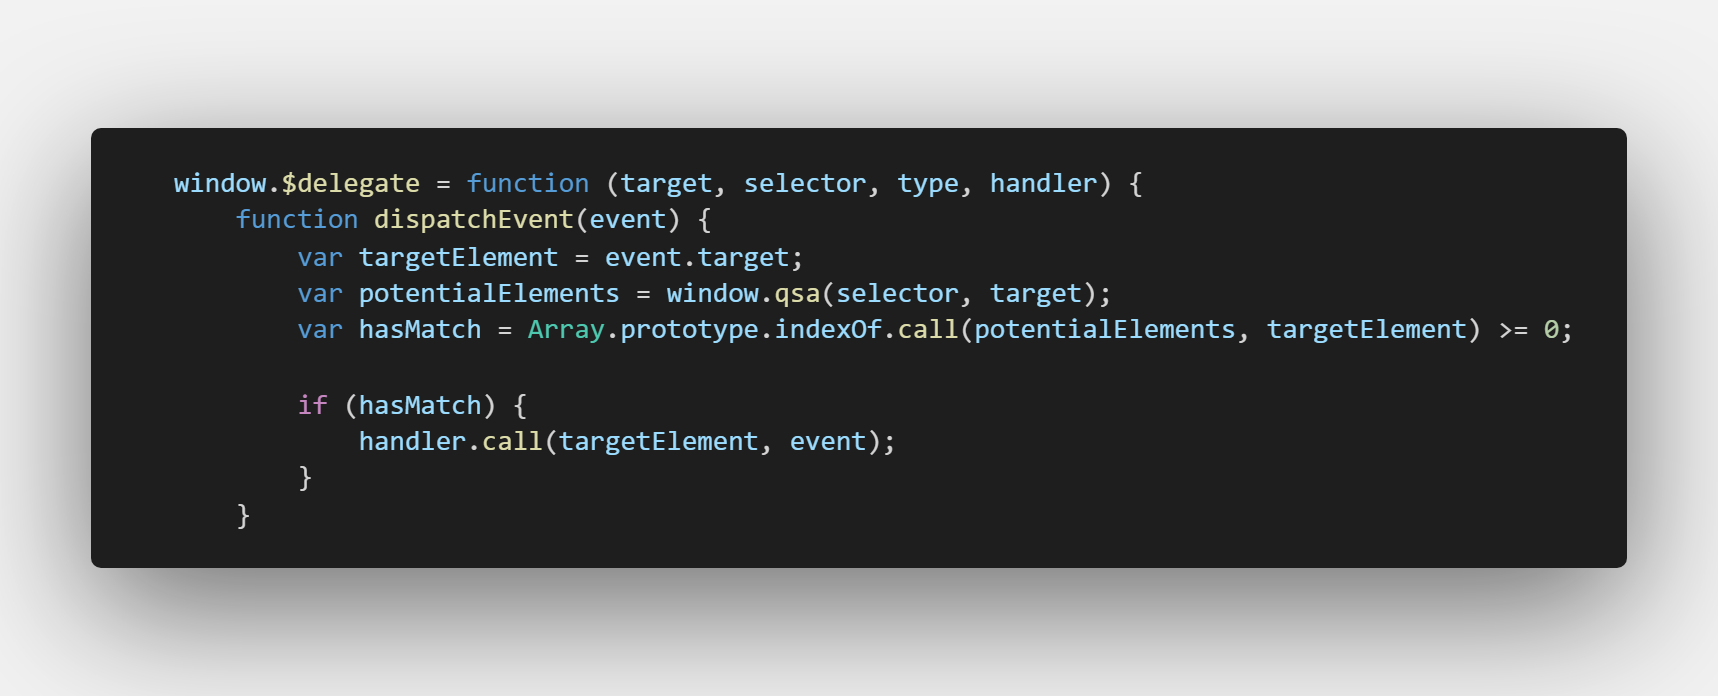 window.$delegate = function (target, selector, type, handler) {
    function dispatchEvent(event) {
        var targetElement = event.target;
        var potentialElements = window.qsa(selector, target);
        var hasMatch = Array.prototype.indexOf.call(potentialElements, targetElement) >= 0;

        if (hasMatch) {
            handler.call(targetElement, event);
        }
    }